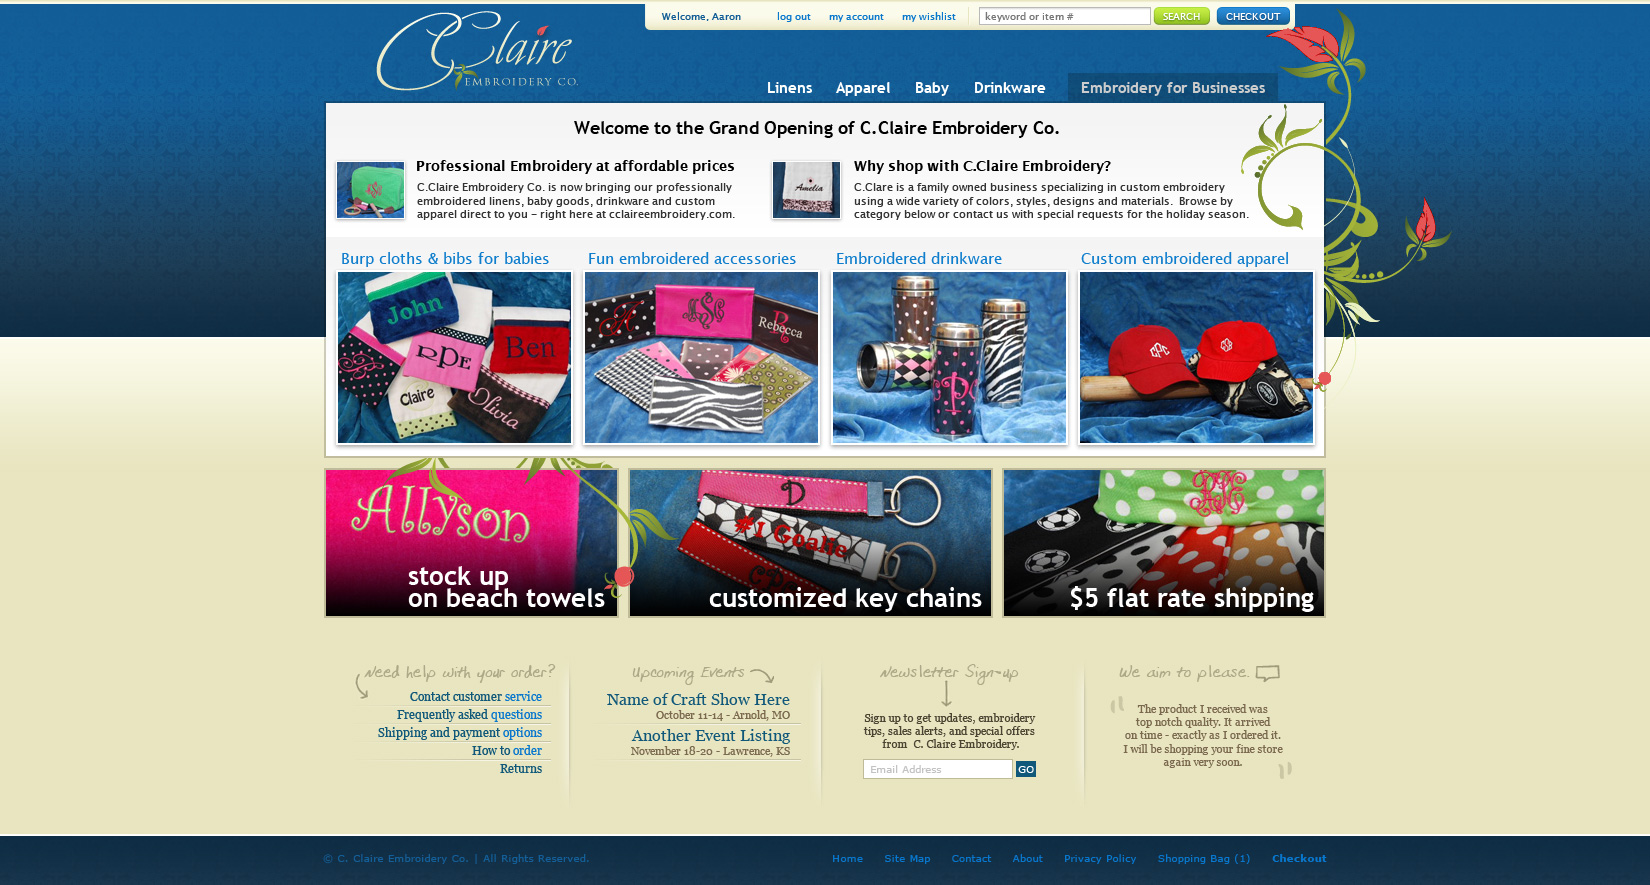 Welcome, Aaron log out my account my wishlist keyword or item # SEARCH CHECKOUT
C.Claire
EMBROIDERY CO.
Linens Apparel Baby Drinkware Embroidery for Businesses
Welcome to the Grand Opening of C.Claire Embroidery Co.
Professional Embroidery at affordable prices
C.Claire Embroidery Co. is now bringing our professionally
embroidered linens, baby goods, drinkware and custom
apparel direct to you - right here at cclaireembroidery.com.
Amelia
Why shop with C.Claire Embroidery?
C.Clare is a family owned business specializing in custom embroidery
using a wide variety of colors, styles, designs and materials. Browse by
category below or contact us with special requests for the holiday season.
Burp cloths & bibs for babies
John
RPE
Ben
Claire
Olivia
Fun embroidered accessories
Rebecca
Embroidered drinkware
Custom embroidered apparel
Allyson
stock up
on beach towels
D
#1 Goalie
customized key chains
$5 flat rate shipping
Need help with your order?
Contact customer service
Frequently asked questions
Shipping and payment options
How to order
Returns
Upcoming Events
Name of Craft Show Here
October 11-14 - Arnold, MO
Another Event Listing
November 18-20 - Lawrence, KS
Newsletter Sign-up
Sign up to get updates, embroidery
tips, sales alerts, and special offers
from C. Claire Embroidery.
Email Address GO
We aim to please.
"
The product I received was
top notch quality. It arrived
on time - exactly as I ordered it.
I will be shopping your fine store
again very soon.
"
© C. Claire Embroidery Co. | All Rights Reserved.
Home Site Map Contact About Privacy Policy Shopping Bag (1) Checkout